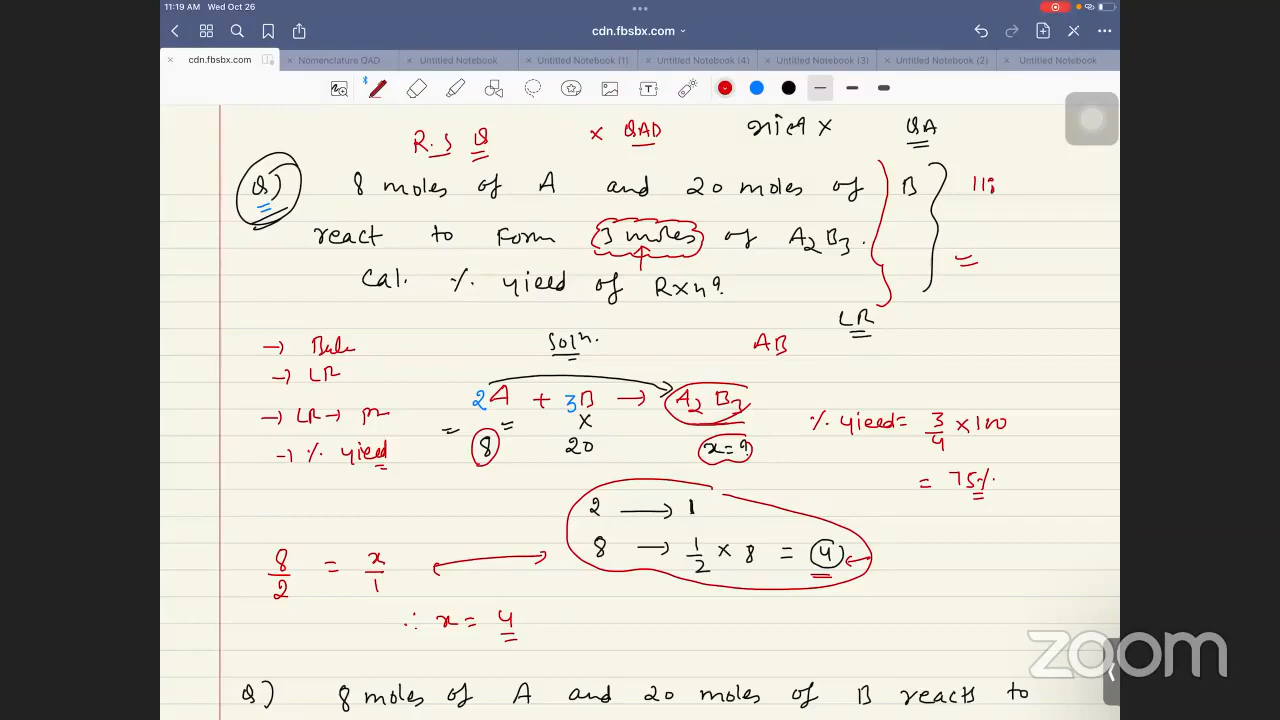 11:19 AM Wed Oct 26
cdn.fbsbx.com
cdn.fbsbx.com
Nomenclature QAD
Untitled Notebook
Untitled Notebook (1)
Untitled Notebook (4)
Untitled Notebook (3)
Untitled Notebook (2)
Untitled Notebook
R.S Q × QAD × QA
Q) 8 moles of A and 20 moles of B
react to form 3 moles of A₂B₃.
Cal. % yield of Rxn?
LR
→ Soln. AB
→ LR
2A + 3B → A₂B₃
→ LR →
→ % yield
8 × 20 x=?
% yield = 3/4 × 100
= 75%
2 → 1
8 → 1/2 × 8 = 4
8/2 = x/1
∴ x = 4
zoom
Q) 8 moles of A and 20 moles of B reacts to